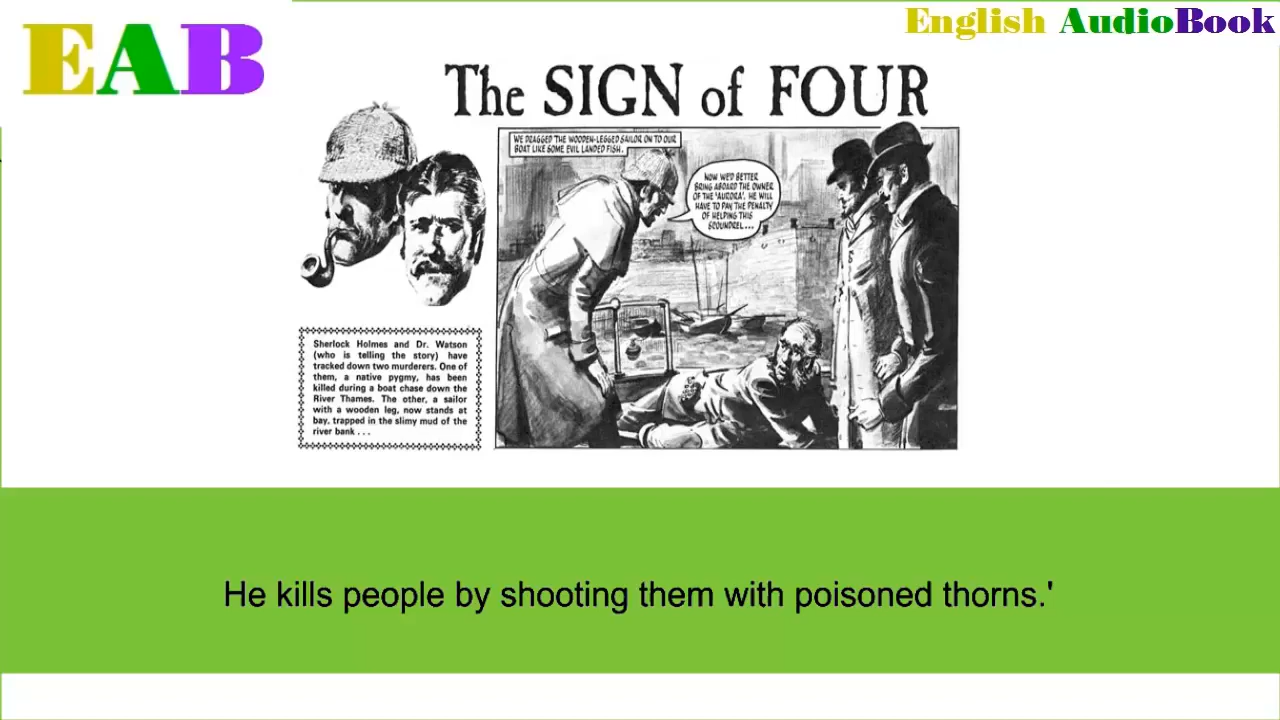 EAB
English AudioBook
The SIGN of FOUR
WE DRAGGED THE WOODEN-LEGGED SAILOR ON TO OUR
BOAT LIKE SOME EVIL LANDED FISH.
NOW WE'D BETTER
BRING ABOARD THE OWNER
OF THE 'AURORA'. HE WILL
HAVE TO PAY THE PENALTY
OF HELPING THIS
SCOUNDREL...
Sherlock Holmes and Dr. Watson
(who is telling the story) have
tracked down two murderers. One of
them, a native pygmy, has been
killed during a boat chase down the
River Thames. The other, a sailor
with a wooden leg, now stands at
bay, trapped in the slimy mud of the
river bank . . .
He kills people by shooting them with poisoned thorns.'